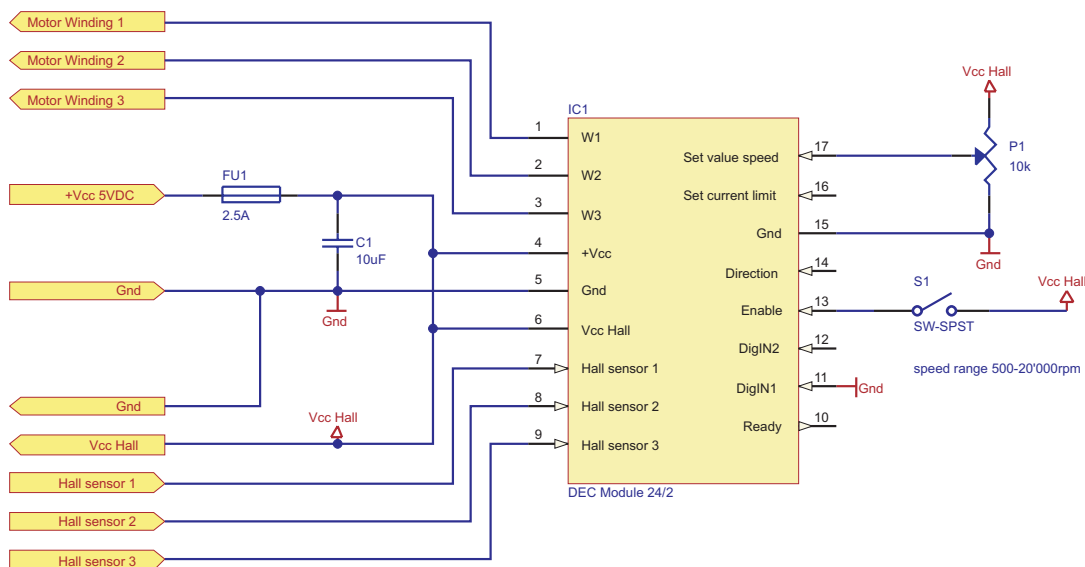 Motor Winding 1
Motor Winding 2
Motor Winding 3
+Vcc 5VDC
FU1
2.5A
C1
10uF
Gnd
Gnd
Gnd
Vcc Hall
Vcc Hall
Hall sensor 1
Hall sensor 2
Hall sensor 3
IC1
1 W1
2 W2
3 W3
4 +Vcc
5 Gnd
6 Vcc Hall
7 Hall sensor 1
8 Hall sensor 2
9 Hall sensor 3
Set value speed 17
Set current limit 16
Gnd 15
Direction 14
Enable 13
DigIN2 12
DigIN1 11
Ready 10
DEC Module 24/2
Vcc Hall
P1
10k
Gnd
S1
SW-SPST
Vcc Hall
speed range 500-20'000rpm
Gnd